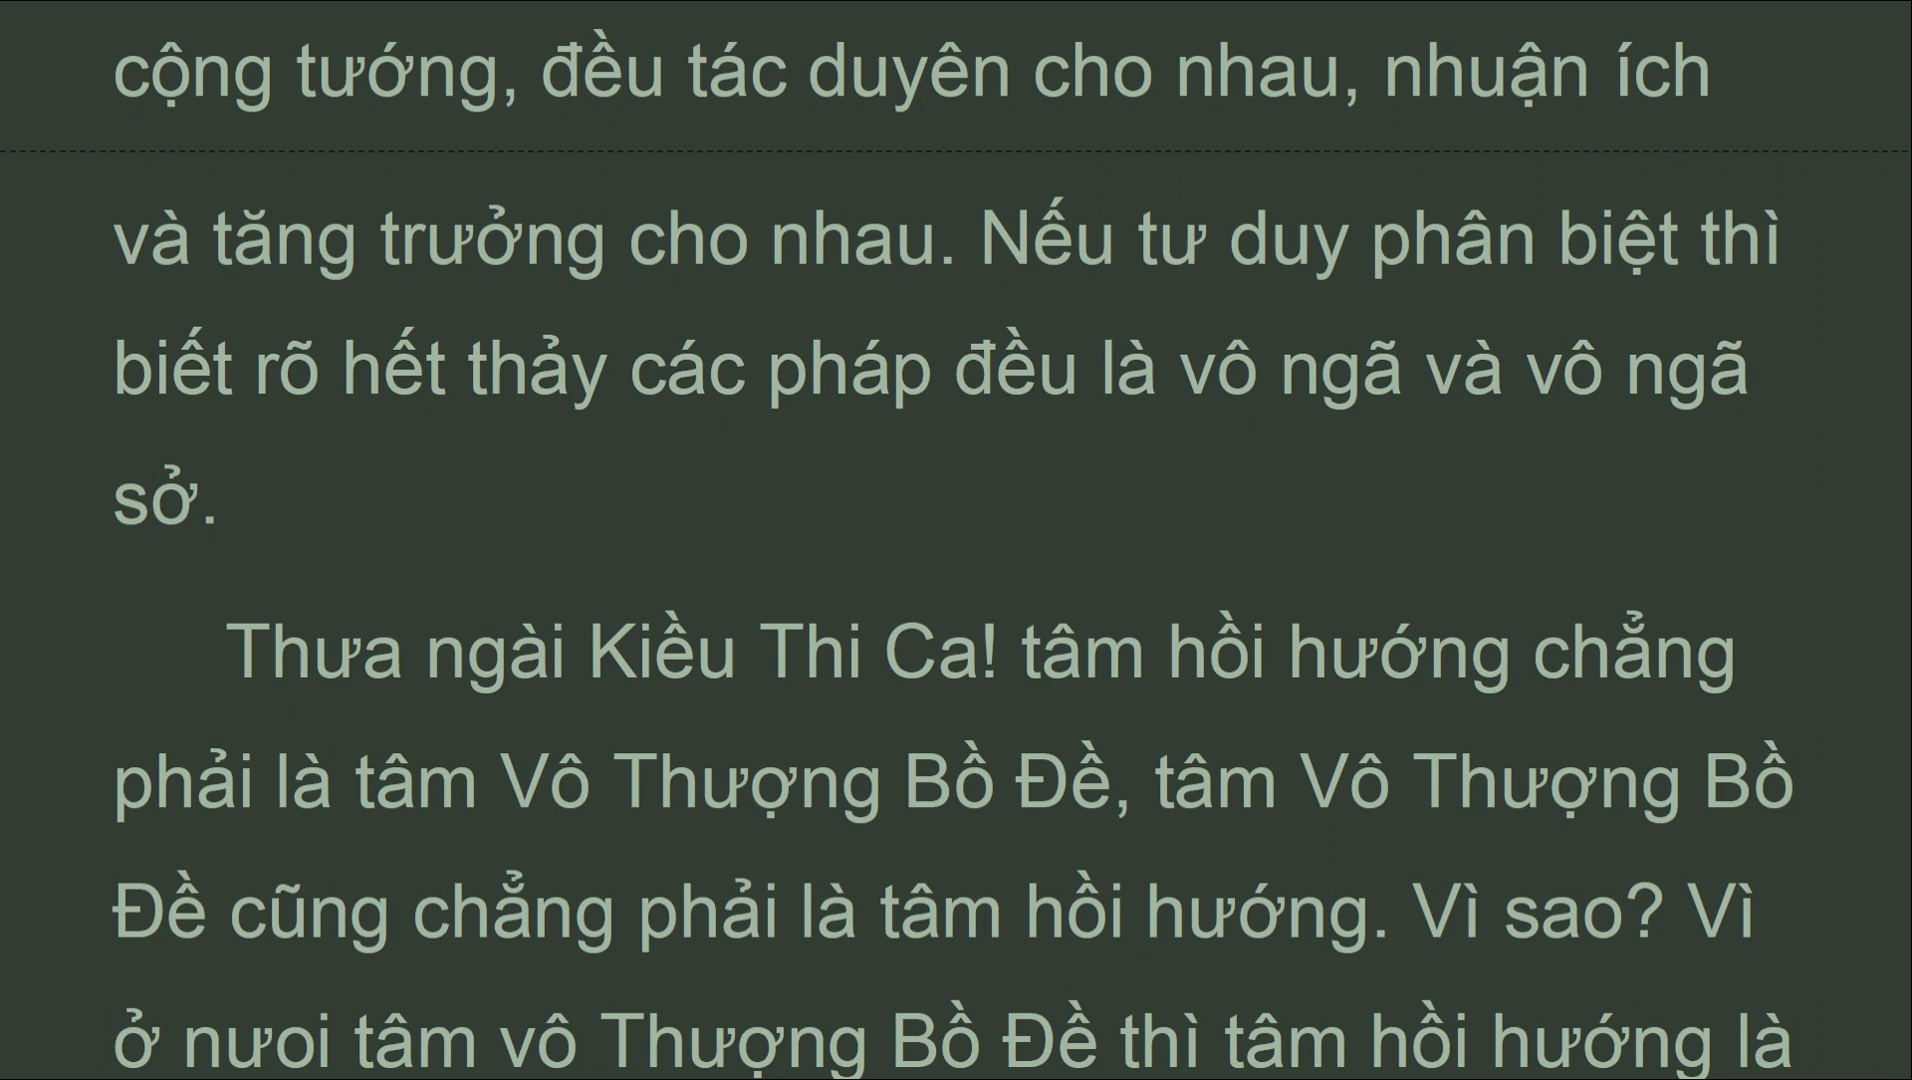 cộng tướng, đều tác duyên cho nhau, nhuận ích
và tăng trưởng cho nhau. Nếu tư duy phân biệt thì
biết rõ hết thảy các pháp đều là vô ngã và vô ngã
sở.
Thưa ngài Kiều Thi Ca! tâm hồi hướng chẳng
phải là tâm Vô Thượng Bồ Đề, tâm Vô Thượng Bồ
Đề cũng chẳng phải là tâm hồi hướng. Vì sao? Vì
ở nươi tâm vô Thượng Bồ Đề thì tâm hồi hướng là